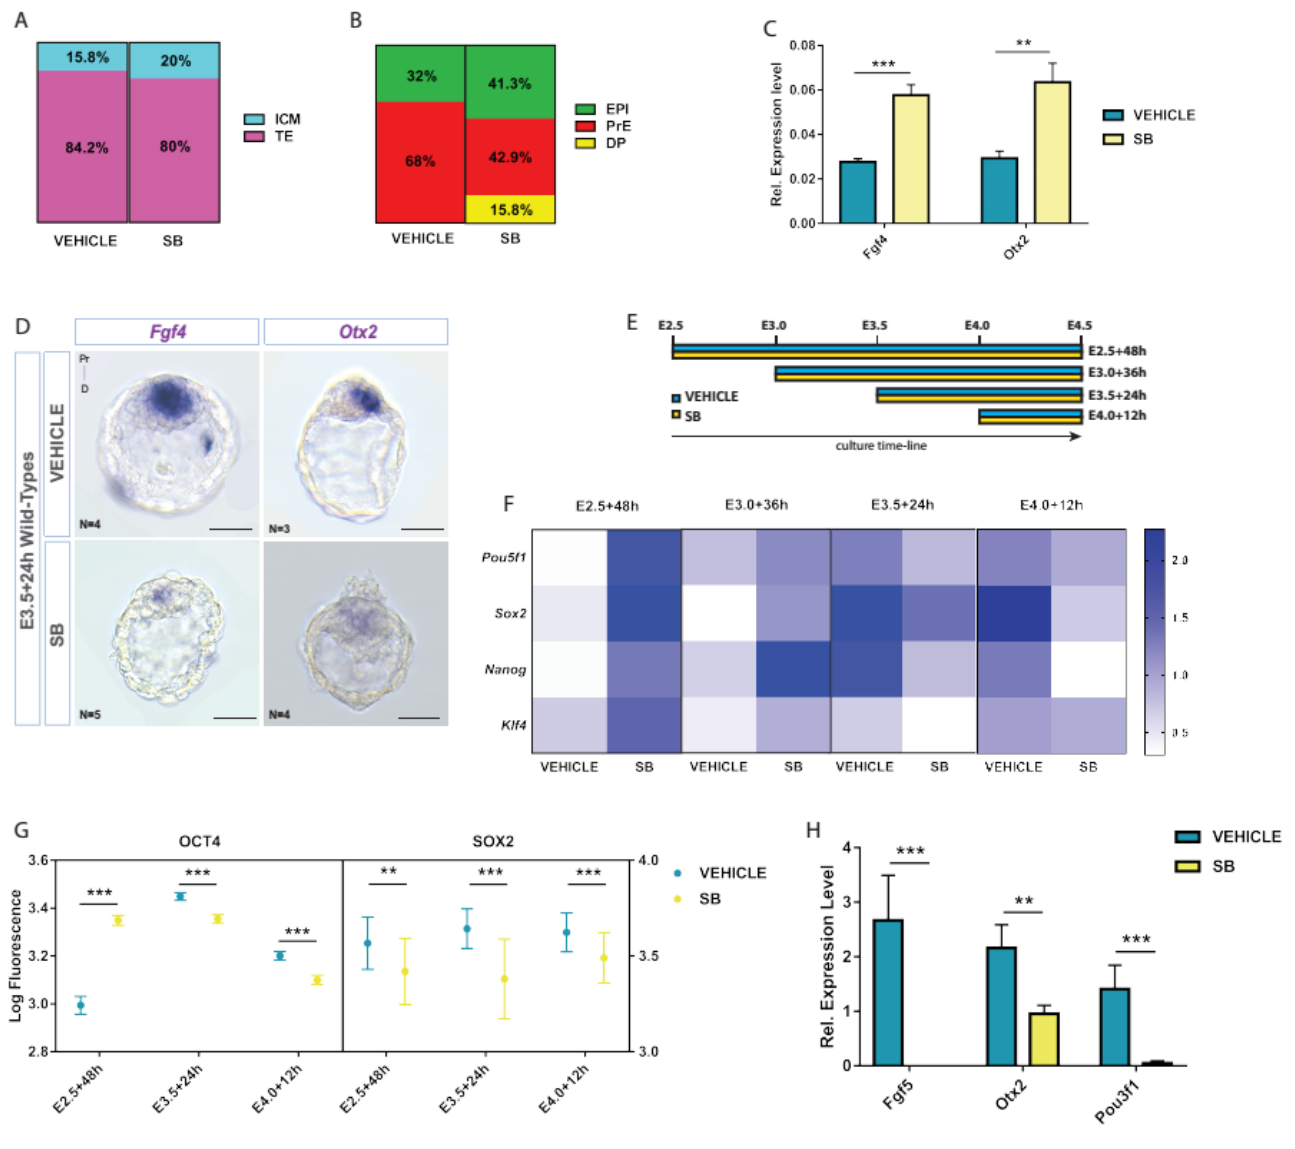 A
15.8%
20%
84.2%
80%
VEHICLE
SB
ICM
TE
B
32%
41.3%
68%
42.9%
15.8%
VEHICLE
SB
EPI
PrE
DP
C
Rel. Expression level
0.08
0.06
0.04
0.02
0.00
***
**
Fgf4
Otx2
VEHICLE
SB
D
Fgf4
Otx2
E3.5+24h Wild-Types
VEHICLE
SB
Pr
D
N=4
N=3
N=5
N=4
E
E2.5
E3.0
E3.5
E4.0
E4.5
E2.5+48h
E3.0+36h
E3.5+24h
E4.0+12h
VEHICLE
SB
culture time-line
F
E2.5+48h
E3.0+36h
E3.5+24h
E4.0+12h
Pou5f1
Sox2
Nanog
Klf4
VEHICLE
SB
VEHICLE
SB
VEHICLE
SB
VEHICLE
SB
2.0
1.5
1.0
0.5
G
OCT4
SOX2
Log Fluorescence
3.6
3.4
3.2
3.0
2.8
4.0
3.5
3.0
***
***
***
**
***
***
E2.5+48h
E3.5+24h
E4.0+12h
E2.5+48h
E3.5+24h
E4.0+12h
VEHICLE
SB
H
Rel. Expression Level
4
3
2
1
0
***
**
***
Fgf5
Otx2
Pou3f1
VEHICLE
SB